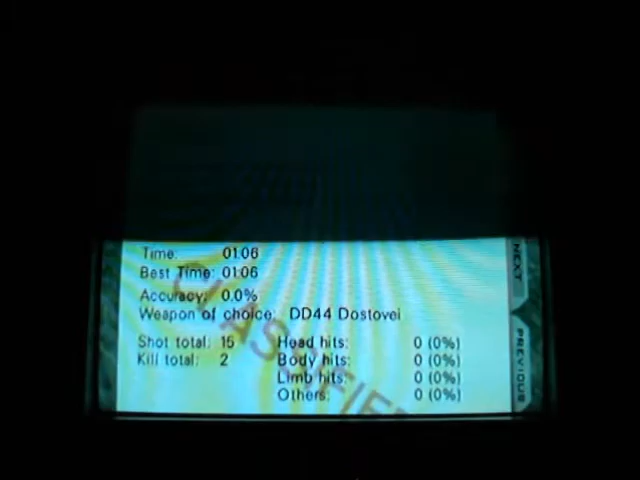 Time: 01:06
Best Time: 01:06
Accuracy: 0.0%
Weapon of choice: DD44 Dostovei
Shot total: 15
Kill total: 2
Head hits: 0 (0%)
Body hits: 0 (0%)
Limb hits: 0 (0%)
Others: 0 (0%)
CLASSIFIE
NEXT
PREVIOUS